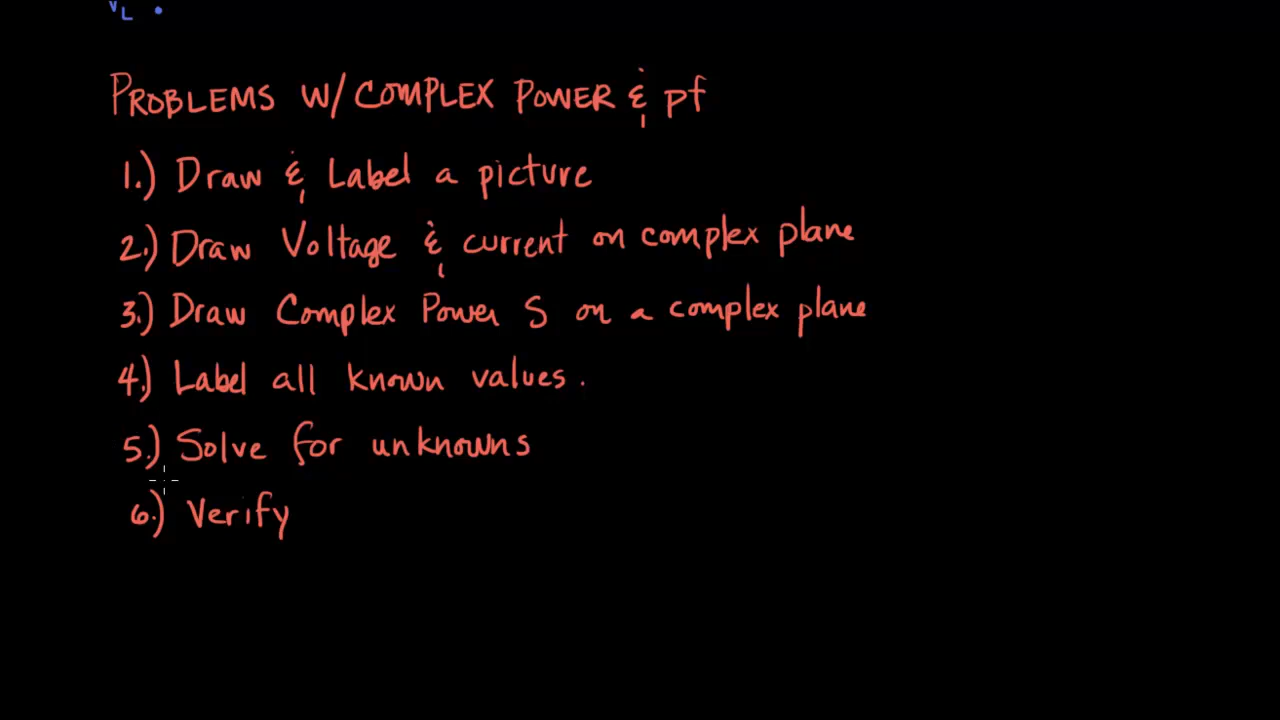 VL
PROBLEMS W/ COMPLEX POWER & pf
1.) Draw & Label a picture
2.) Draw Voltage & current on complex plane
3.) Draw Complex Power S on a complex plane
4.) Label all known values.
5.) Solve for unknowns
6.) Verify